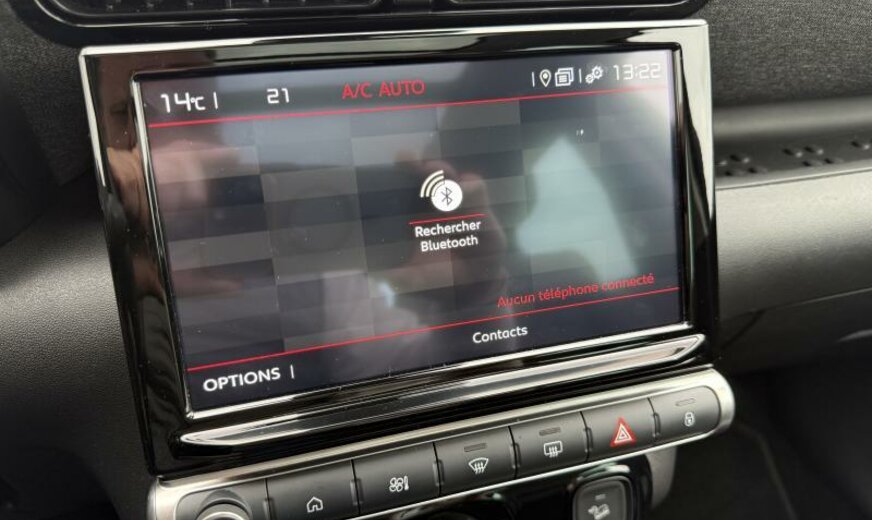 14°C | 21 A/C AUTO 13:22
Rechercher
Bluetooth
Aucun téléphone connecté
Contacts
OPTIONS